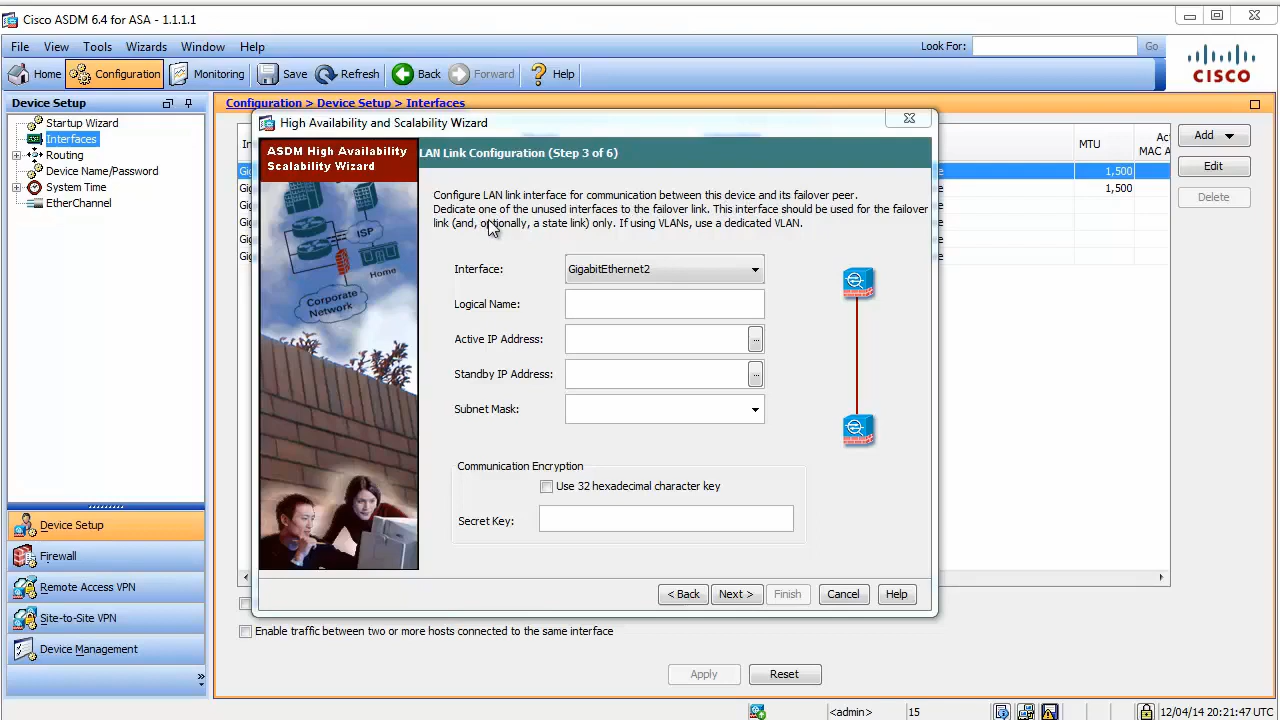 Cisco ASDM 6.4 for ASA - 1.1.1.1
File View Tools Wizards Window Help Look For: Go
Home Configuration Monitoring Save Refresh Back Forward Help
CISCO
Device Setup
Startup Wizard
Interfaces
Routing
Device Name/Password
System Time
EtherChannel
Device Setup
Firewall
Remote Access VPN
Site-to-Site VPN
Device Management
Configuration > Device Setup > Interfaces
MTU
MAC A
1,500
1,500
Add
Edit
Delete
High Availability and Scalability Wizard
ASDM High Availability
Scalability Wizard
ISP
Home
Corporate
Network
LAN Link Configuration (Step 3 of 6)
Configure LAN link interface for communication between this device and its failover peer.
Dedicate one of the unused interfaces to the failover link. This interface should be used for the failover
link (and, optionally, a state link) only. If using VLANs, use a dedicated VLAN.
Interface: GigabitEthernet2
Logical Name:
Active IP Address: ...
Standby IP Address: ...
Subnet Mask:
Communication Encryption
Use 32 hexadecimal character key
Secret Key:
< Back Next > Finish Cancel Help
Enable traffic between two or more hosts connected to the same interface
Apply Reset
<admin> 15 12/04/14 20:21:47 UTC